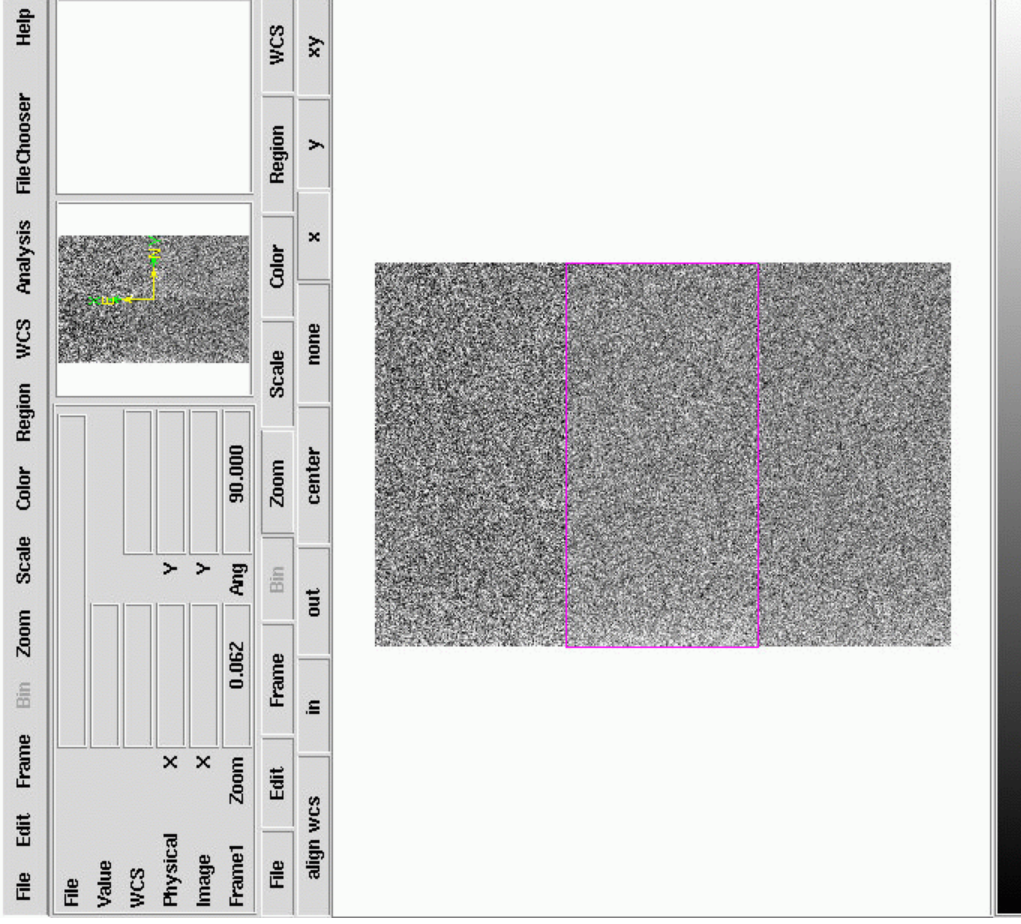 File Edit Frame Bin Zoom Scale Color Region WCS Analysis FileChooser Help
File
Value
WCS
Physical X Y
Image X Y
Frame1 Zoom 0.062 Ang 90.000
File Edit Frame Bin Zoom Scale Color Region WCS
align wcs in out center none x y xy